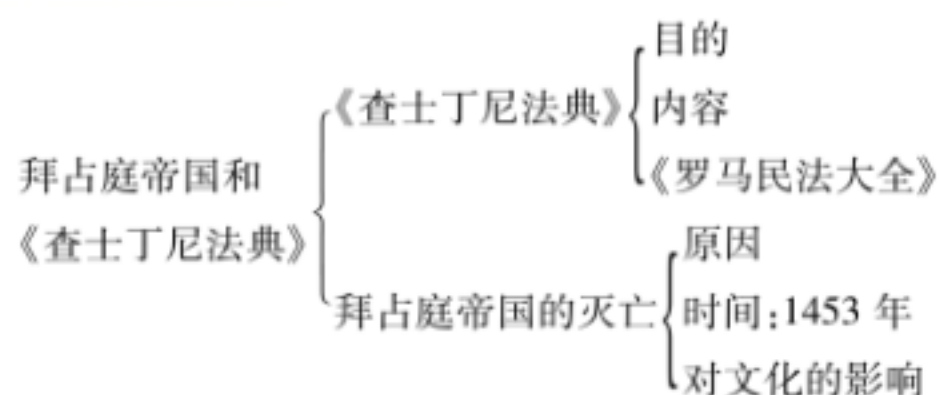 拜占庭帝国和
《查士丁尼法典》
《查士丁尼法典》
目的
内容
《罗马民法大全》
拜占庭帝国的灭亡
原因
时间:1453 年
对文化的影响